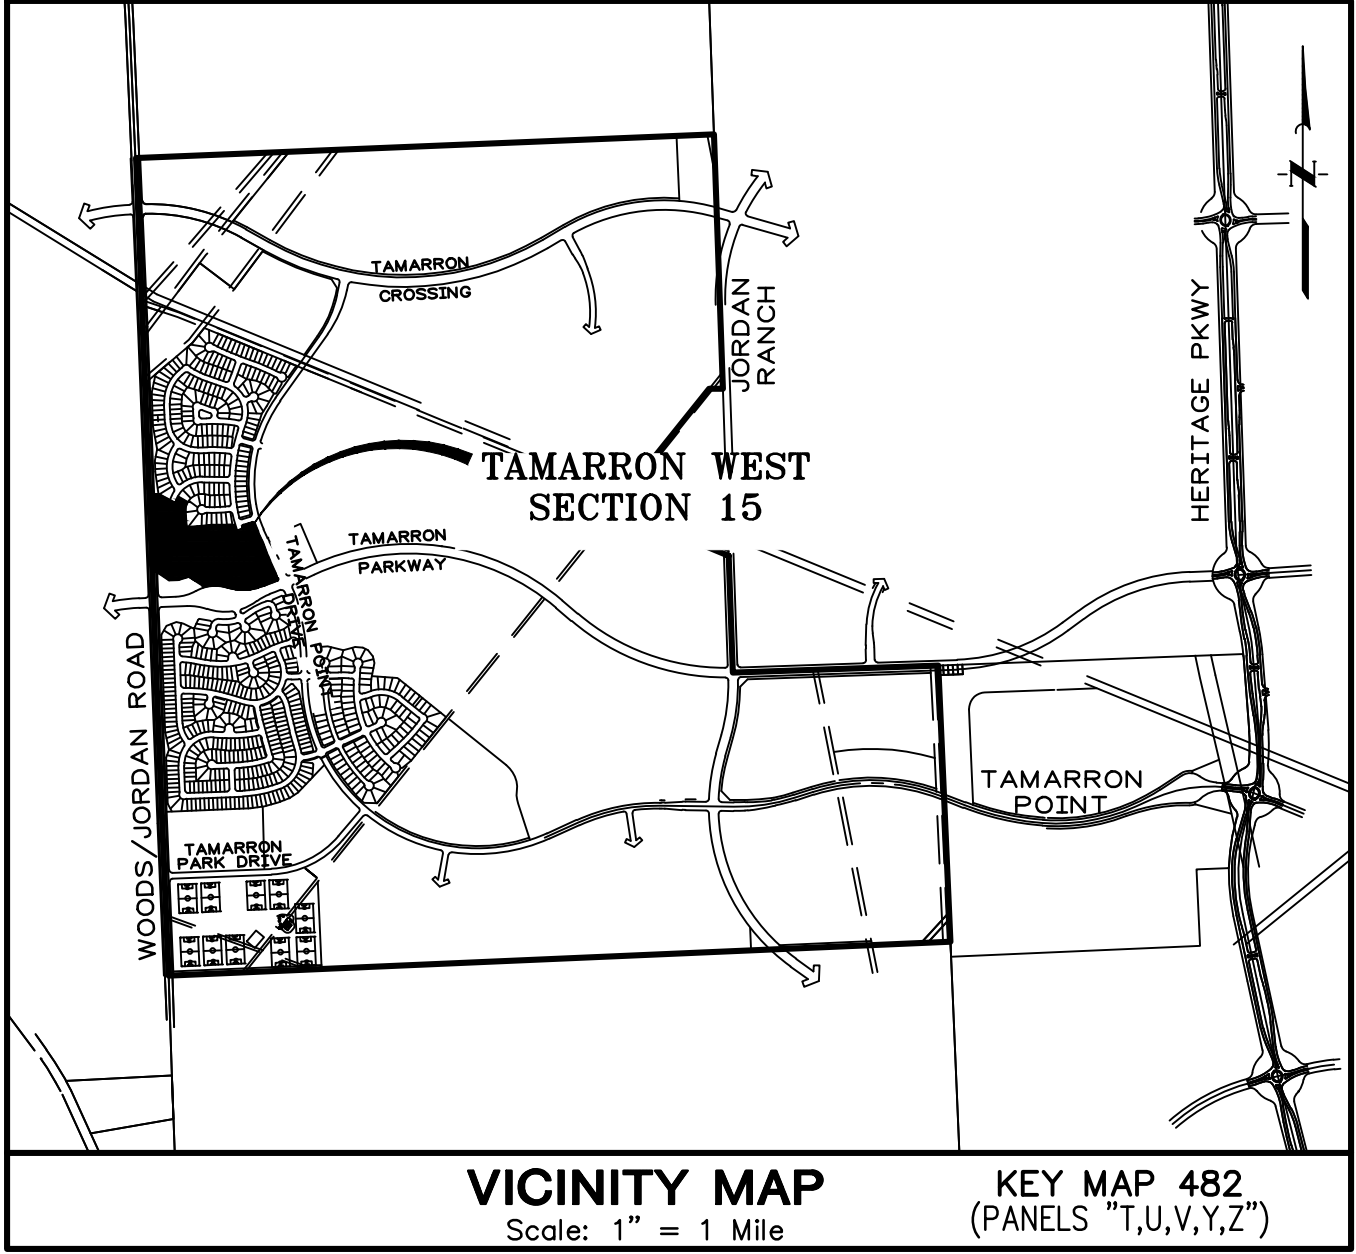 N
TAMARRON
CROSSING
JORDAN
RANCH
HERITAGE PKWY
TAMARRON WEST
SECTION 15
TAMARRON
PARKWAY
TAMARRON POINT
DRIVE
WOODS/JORDAN ROAD
TAMARRON
POINT
TAMARRON
PARK DRIVE
VICINITY MAP
Scale: 1" = 1 Mile
KEY MAP 482
(PANELS "T,U,V,Y,Z")